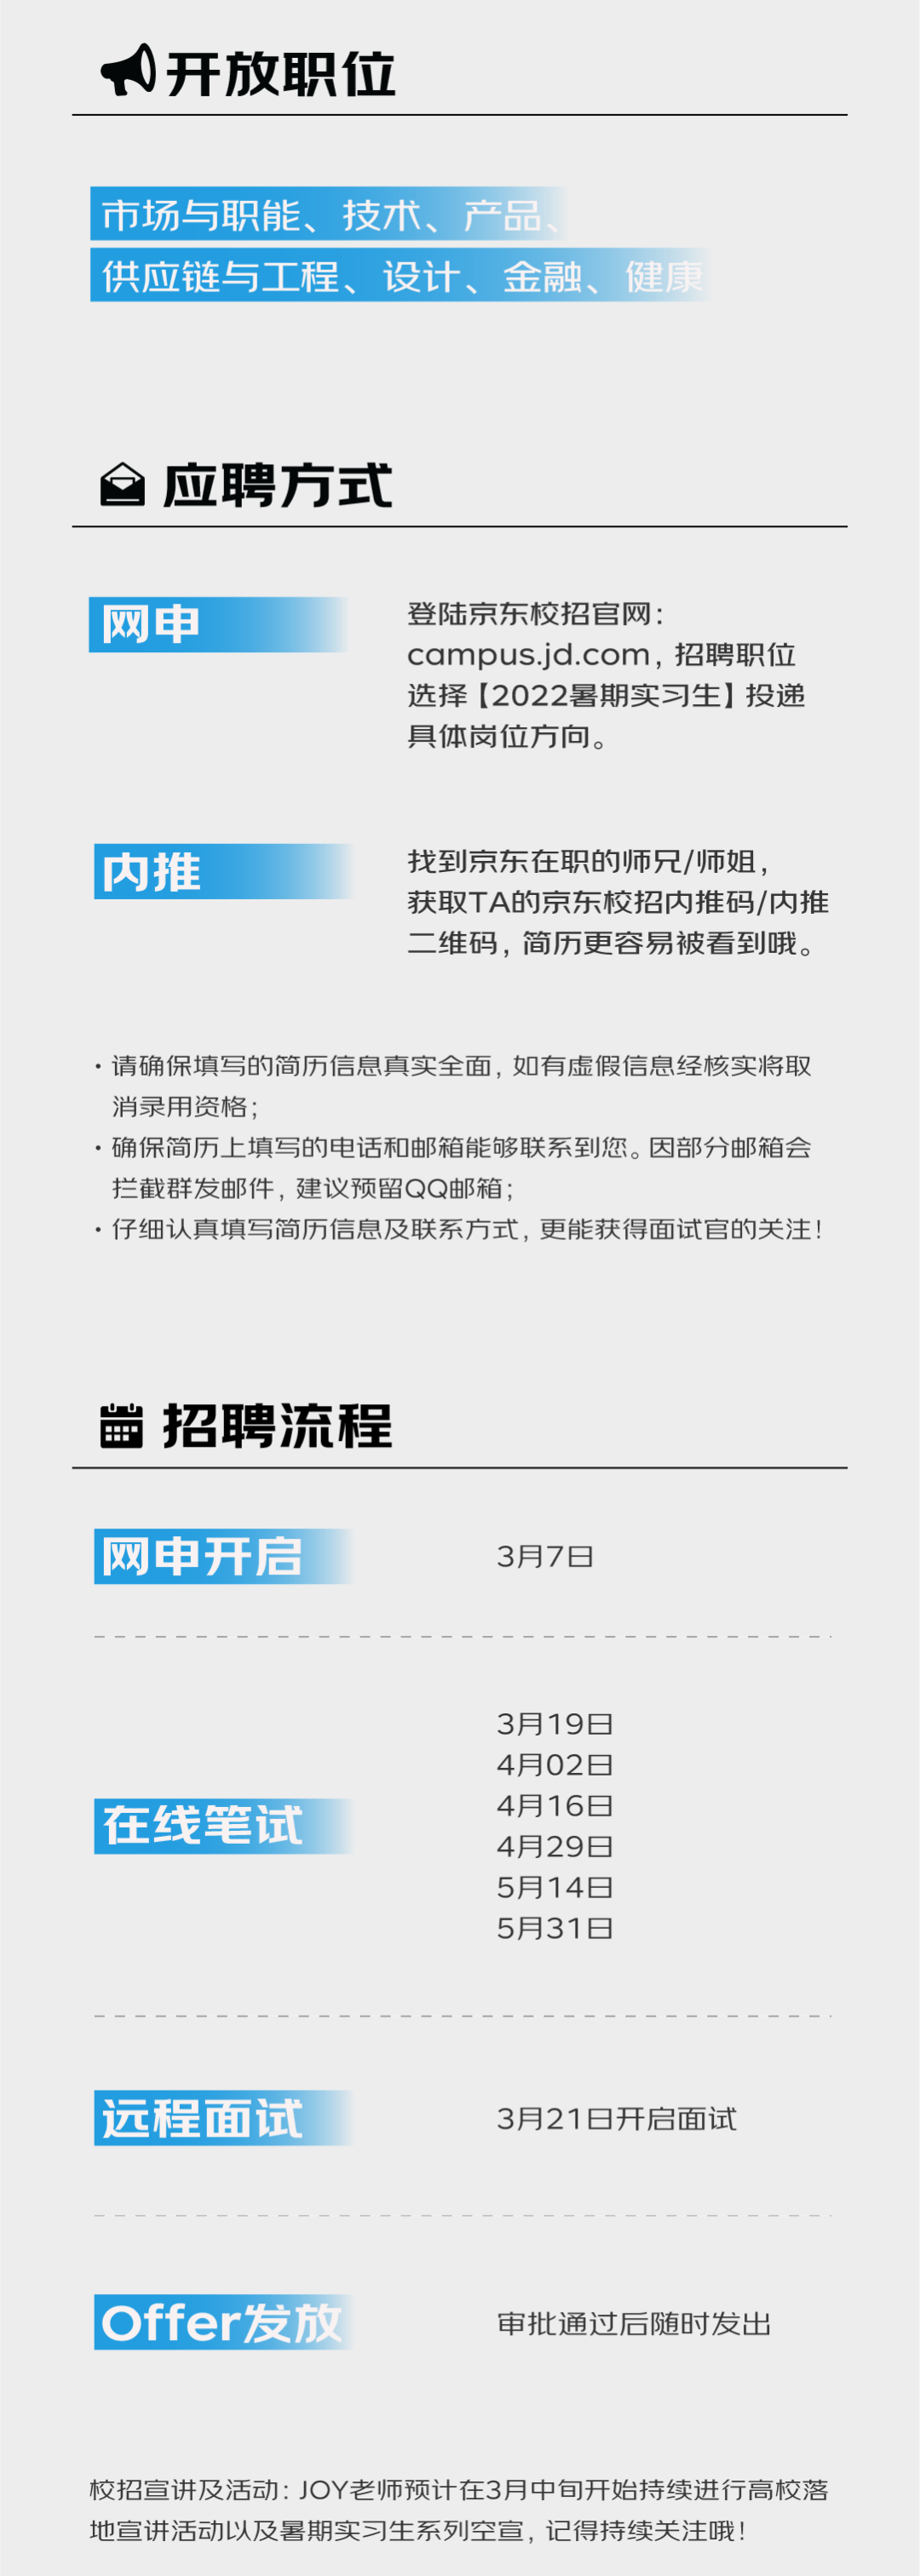 开放职位
市场与职能、技术、产品、
供应链与工程、设计、金融、健康
应聘方式
网申
登陆京东校招官网：
campus.jd.com，招聘职位
选择【2022暑期实习生】投递
具体岗位方向。
内推
找到京东在职的师兄/师姐，
获取TA的京东校招内推码/内推
二维码，简历更容易被看到哦。
·请确保填写的简历信息真实全面，如有虚假信息经核实将取
消录用资格；
·确保简历上填写的电话和邮箱能够联系到您。因部分邮箱会
拦截群发邮件，建议预留QQ邮箱；
·仔细认真填写简历信息及联系方式，更能获得面试官的关注！
招聘流程
网申开启
3月7日
在线笔试
3月19日
4月02日
4月16日
4月29日
5月14日
5月31日
远程面试
3月21日开启面试
Offer发放
审批通过后随时发出
校招宣讲及活动：JOY老师预计在3月中旬开始持续进行高校落
地宣讲活动以及暑期实习生系列空宣，记得持续关注哦！